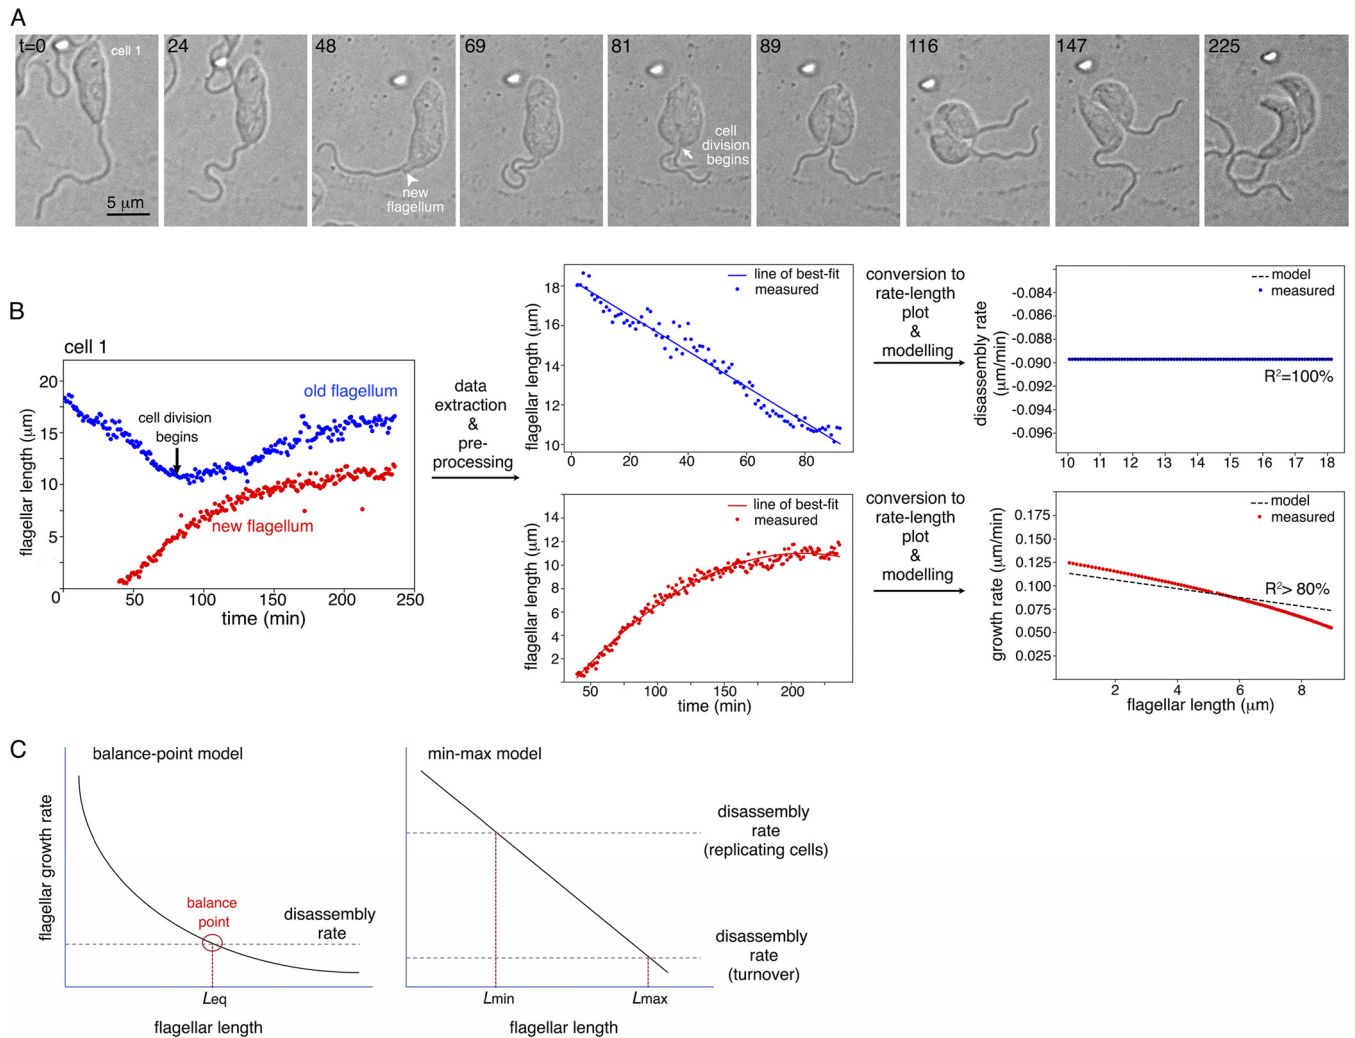 A
t=0
cell 1
24
48
69
81
89
116
147
225
5 μm
new
flagellum
cell
division
begins
B
cell 1
flagellar length (μm)
20
15
10
5
0
50
100
150
200
250
time (min)
old flagellum
cell division
begins
new flagellum
data
extraction
&
pre-
processing
flagellar length (μm)
18
16
14
12
10
0
20
40
60
80
line of best-fit
measured
conversion to
rate-length
plot
&
modelling
disassembly rate
(μm/min)
-0.084
-0.086
-0.088
-0.090
-0.092
-0.094
-0.096
10
11
12
13
14
15
16
17
18
model
measured
R²=100%
flagellar length (μm)
14
12
10
8
6
4
2
50
100
150
200
time (min)
line of best-fit
measured
conversion to
rate-length
plot
&
modelling
growth rate (μm/min)
0.175
0.150
0.125
0.100
0.075
0.050
0.025
2
4
6
8
flagellar length (μm)
model
measured
R²> 80%
C
balance-point model
flagellar growth rate
balance
point
disassembly
rate
Leq
flagellar length
min-max model
disassembly
rate
(replicating cells)
disassembly
rate
(turnover)
Lmin
Lmax
flagellar length